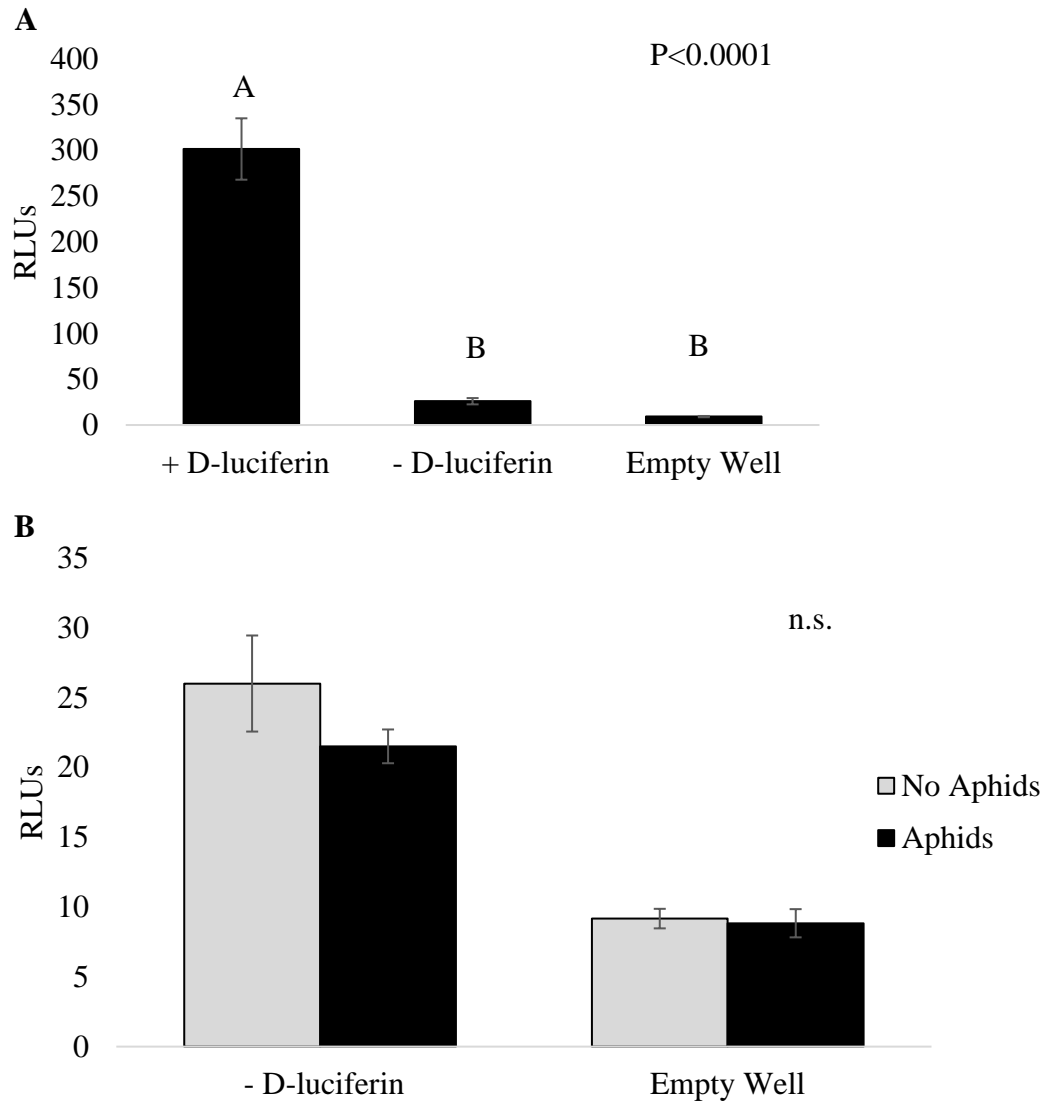 A
P<0.0001
400
350
300
250
200
150
100
50
0
RLUs
A
B
B
+ D-luciferin
- D-luciferin
Empty Well
B
35
30
25
20
15
10
5
0
RLUs
n.s.
No Aphids
Aphids
- D-luciferin
Empty Well